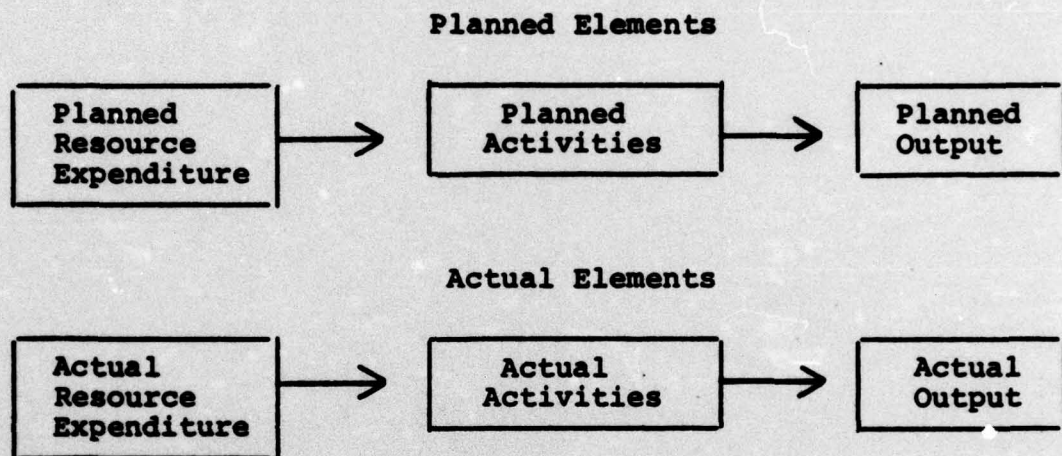 Planned Elements
Planned
Resource
Expenditure
Planned
Activities
Planned
Output
Actual Elements
Actual
Resource
Expenditure
Actual
Activities
Actual
Output